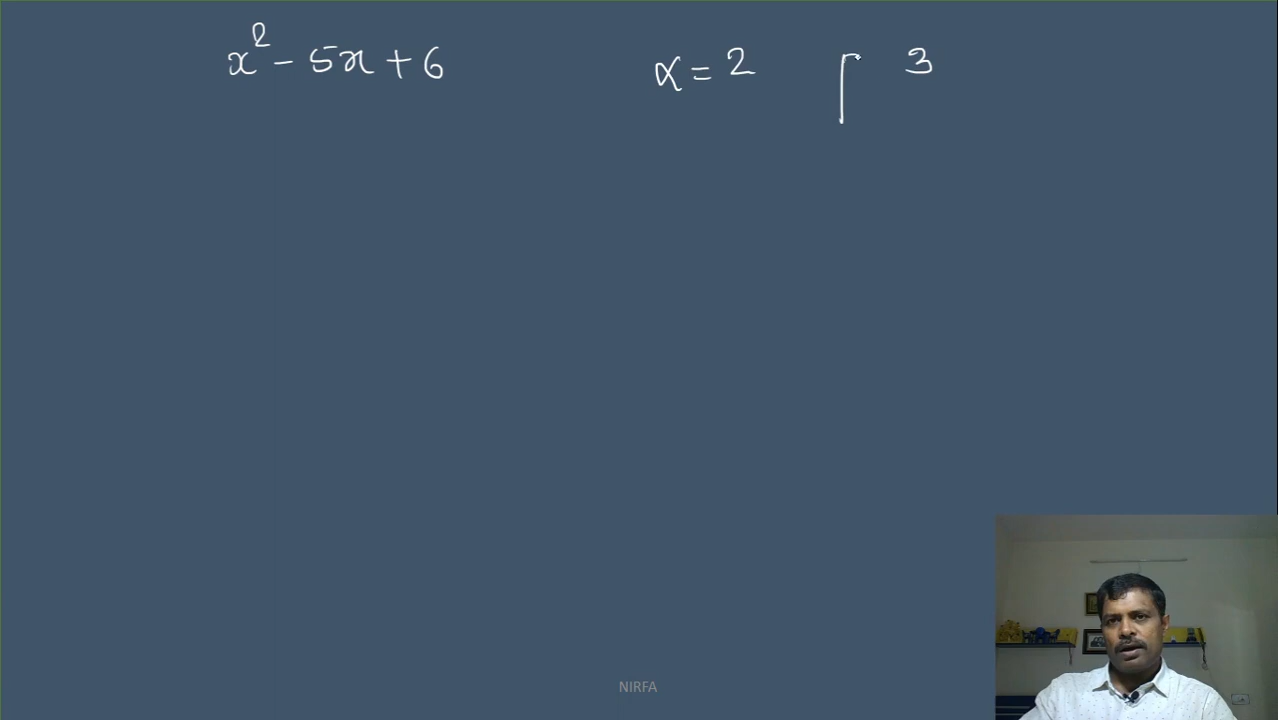 x² - 5x + 6 α = 2 3
NIRFA